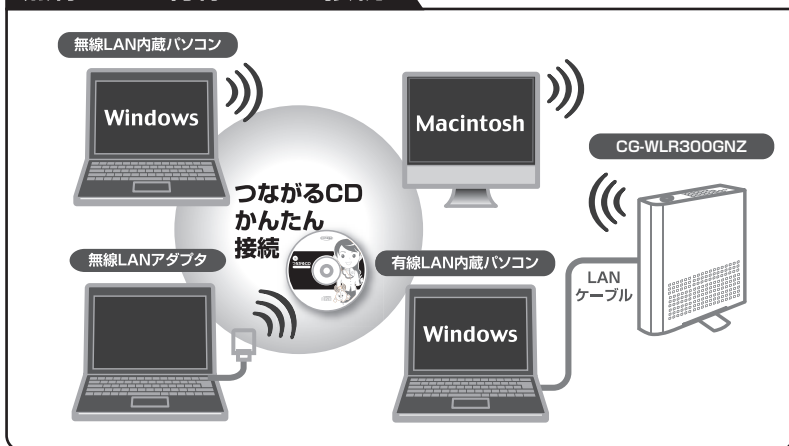 無線LAN内蔵パソコン
Windows
Macintosh
CG-WLR300GNZ
つながるCD
かんたん
接続
無線LANアダプタ
有線LAN内蔵パソコン
LAN
ケーブル
Windows